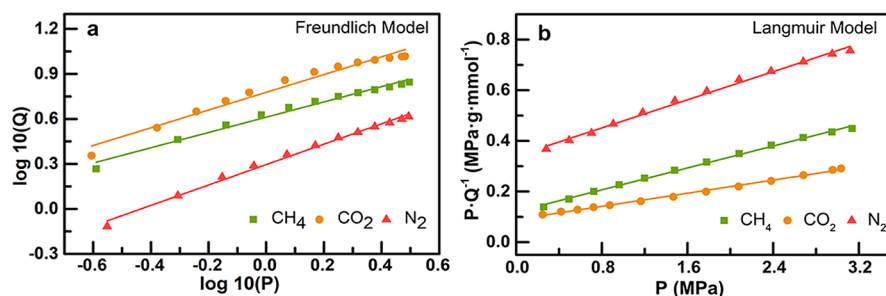 a
Freundlich Model
log 10(Q)
1.2
0.9
0.6
0.3
0.0
-0.3
CH4
CO2
N2
-0.6 -0.4 -0.2 0.0 0.2 0.4 0.6
log 10(P)
b
Langmuir Model
P·Q⁻¹ (MPa·g·mmol⁻¹)
0.8
0.6
0.4
0.2
0.0
CH₄
CO₂
N₂
0.0 0.8 1.6 2.4 3.2
P (MPa)